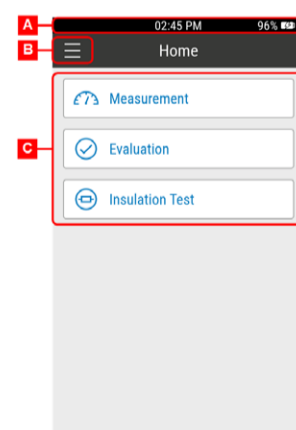 A
02:45 PM 96%
B
Home
C
Measurement
Evaluation
Insulation Test